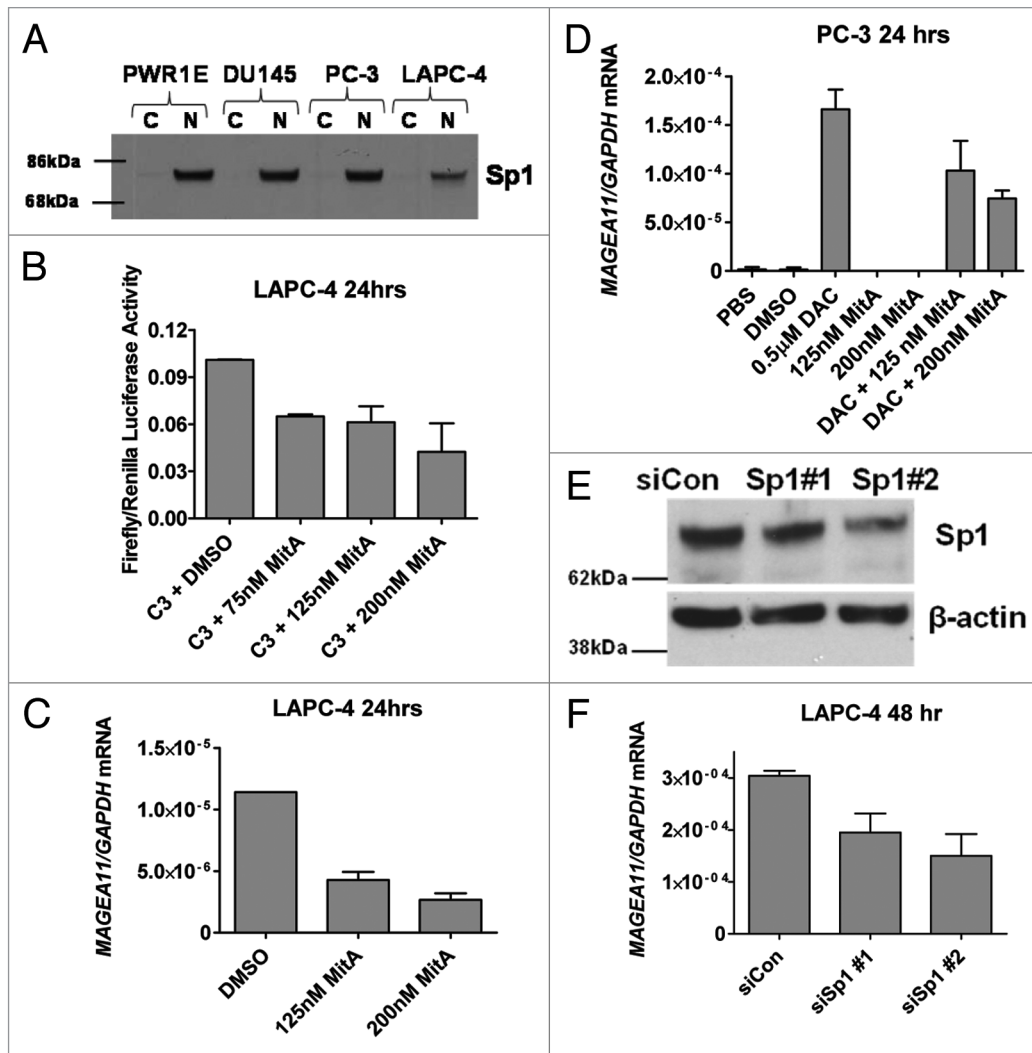 A
PWR1E DU145 PC-3 LAPC-4
C N C N C N C N
86kDa
68kDa
Sp1
B
LAPC-4 24hrs
Firefly/Renilla Luciferase Activity
0.12
0.09
0.06
0.03
0.00
C3 + DMSO
C3 + 75nM MitA
C3 + 125nM MitA
C3 + 200nM MitA
C
LAPC-4 24hrs
MAGEA11/GAPDH mRNA
1.5×10⁻⁵
1.0×10⁻⁵
5.0×10⁻⁶
0
DMSO
125nM MitA
200nM MitA
D
PC-3 24 hrs
MAGEA11/GAPDH mRNA
2.0×10⁻⁴
1.5×10⁻⁴
1.0×10⁻⁴
5.0×10⁻⁵
0
PBS
DMSO
0.5μM DAC
125nM MitA
200nM MitA
DAC + 125 nM MitA
DAC + 200nM MitA
E
siCon Sp1#1 Sp1#2
Sp1
62kDa
β-actin
38kDa
F
LAPC-4 48 hr
MAGEA11/GAPDH mRNA
3×10⁻⁰⁴
2×10⁻⁰⁴
1×10⁻⁰⁴
0
siCon
siSp1 #1
siSp1 #2